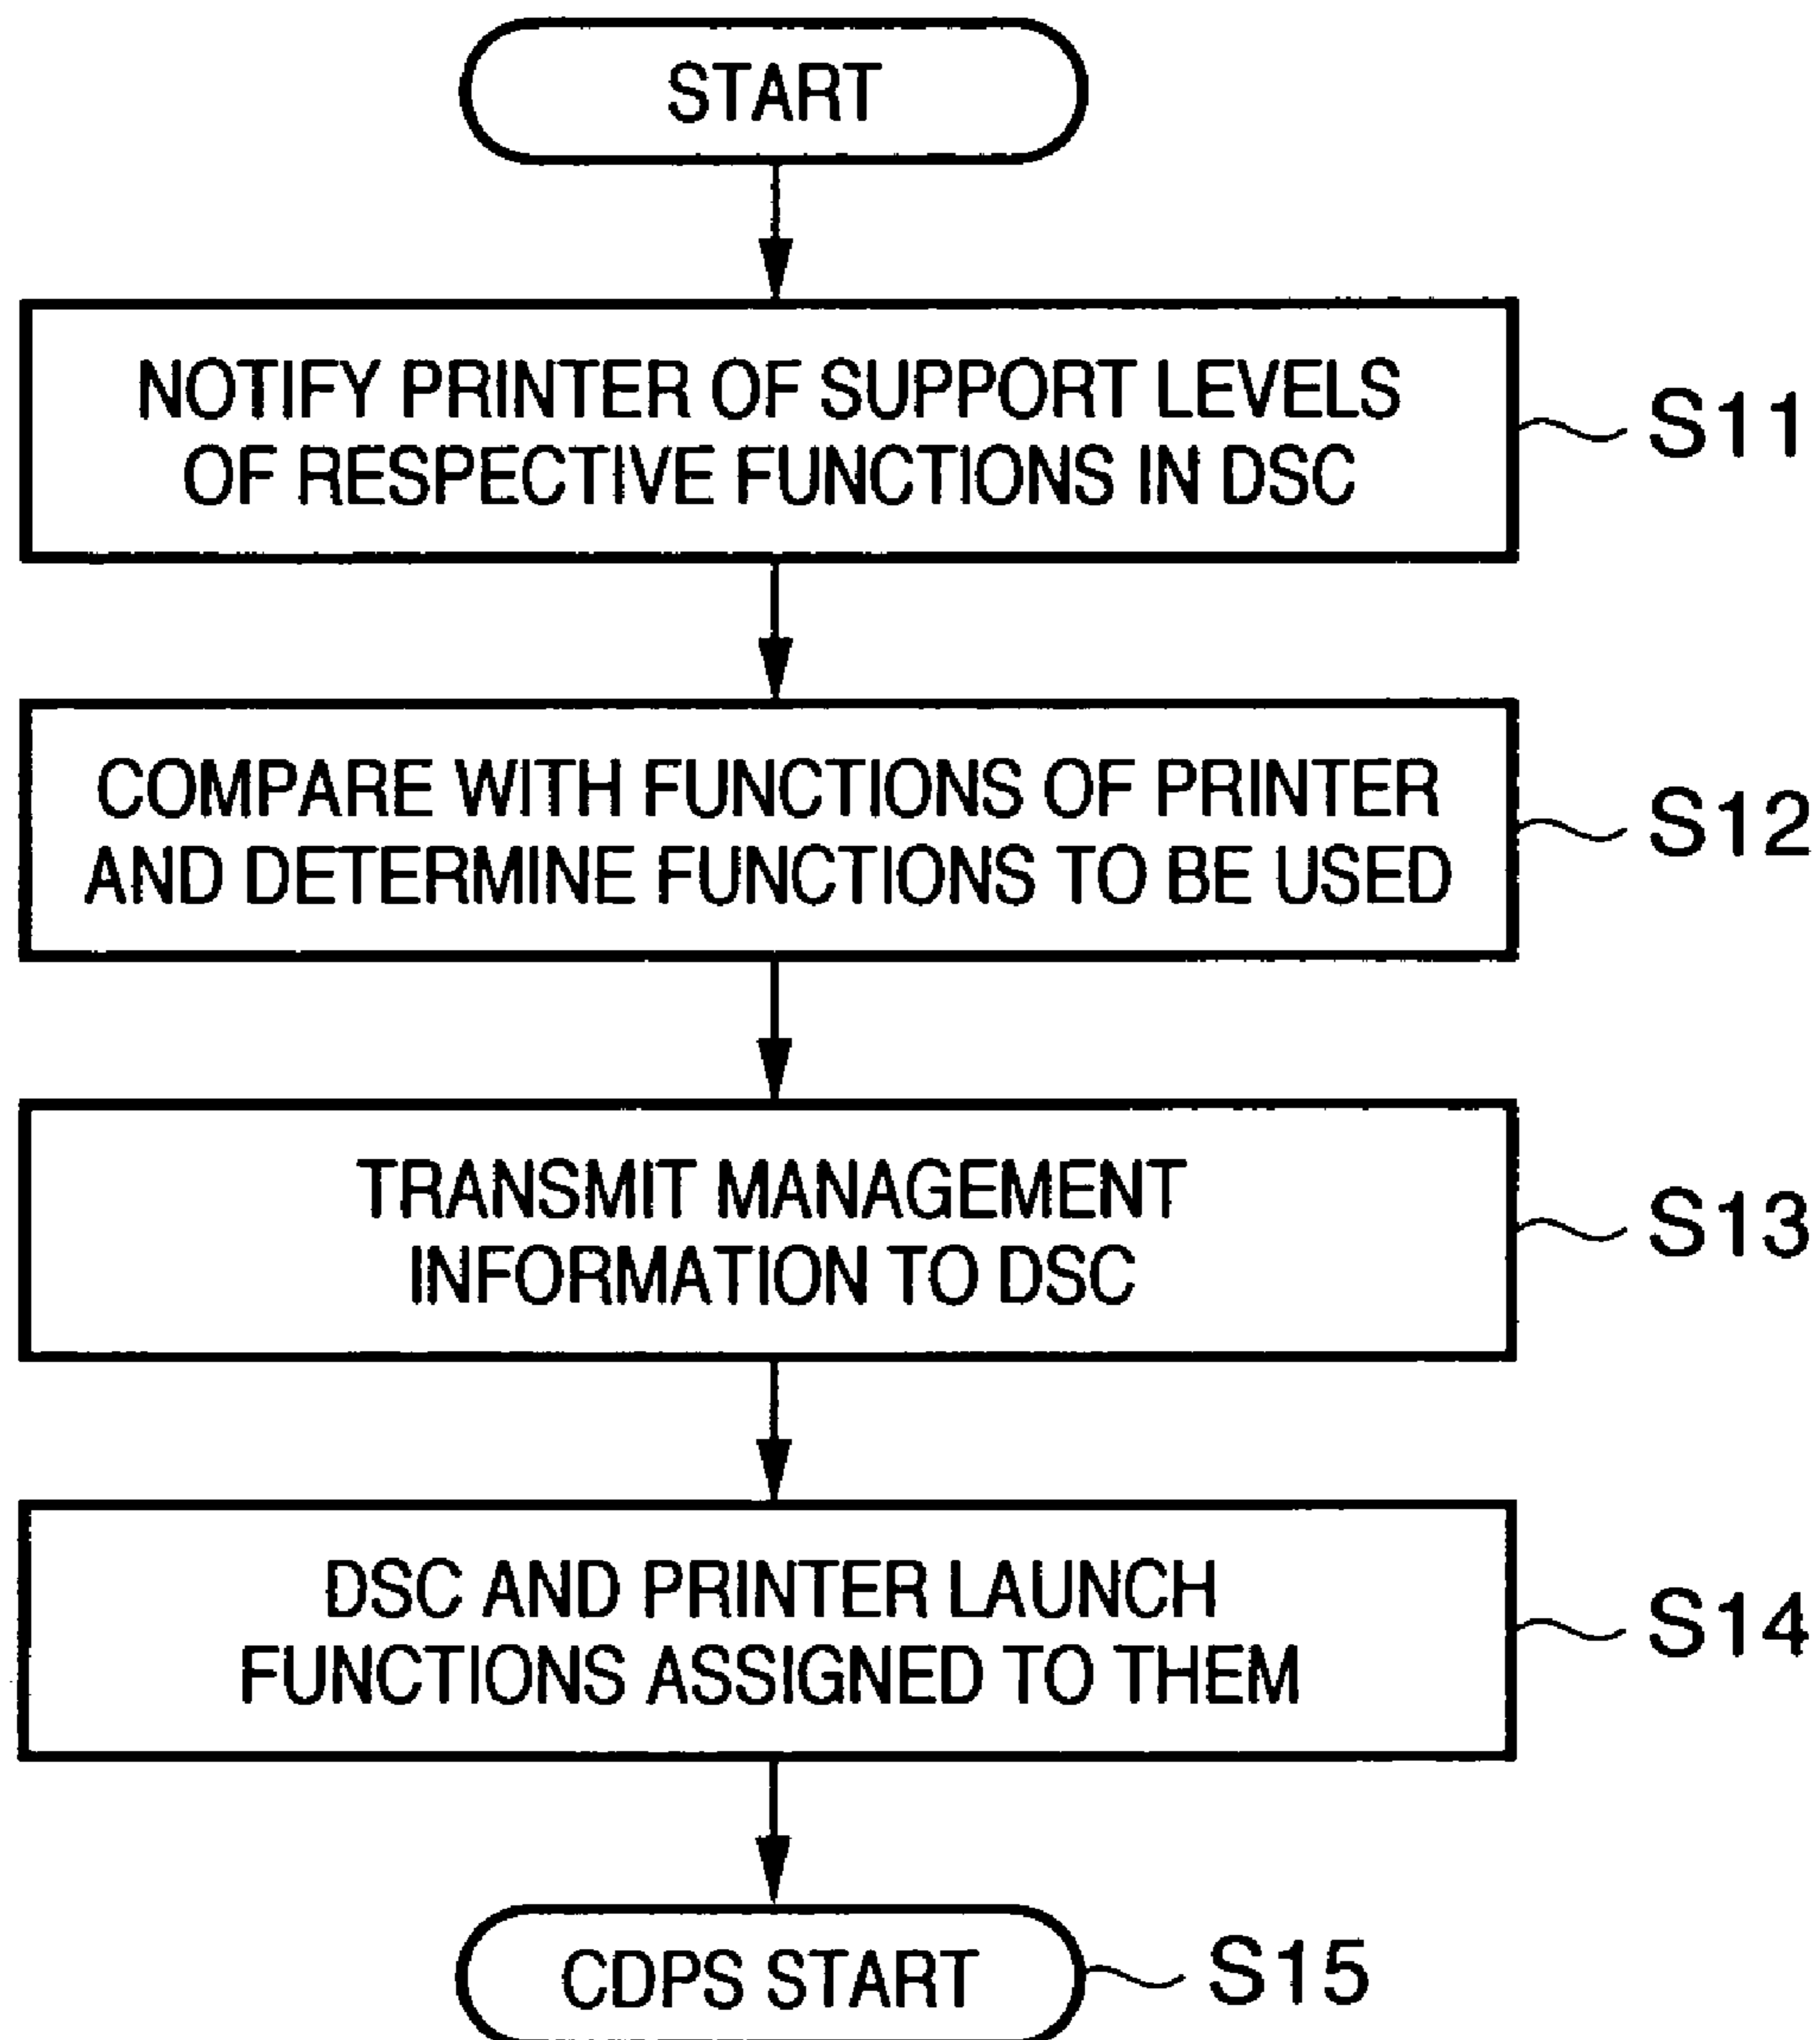 START
NOTIFY PRINTER OF SUPPORT LEVELS
OF RESPECTIVE FUNCTIONS IN DSC
S11
COMPARE WITH FUNCTIONS OF PRINTER
AND DETERMINE FUNCTIONS TO BE USED
S12
TRANSMIT MANAGEMENT
INFORMATION TO DSC
S13
DSC AND PRINTER LAUNCH
FUNCTIONS ASSIGNED TO THEM
S14
CDPS START
S15